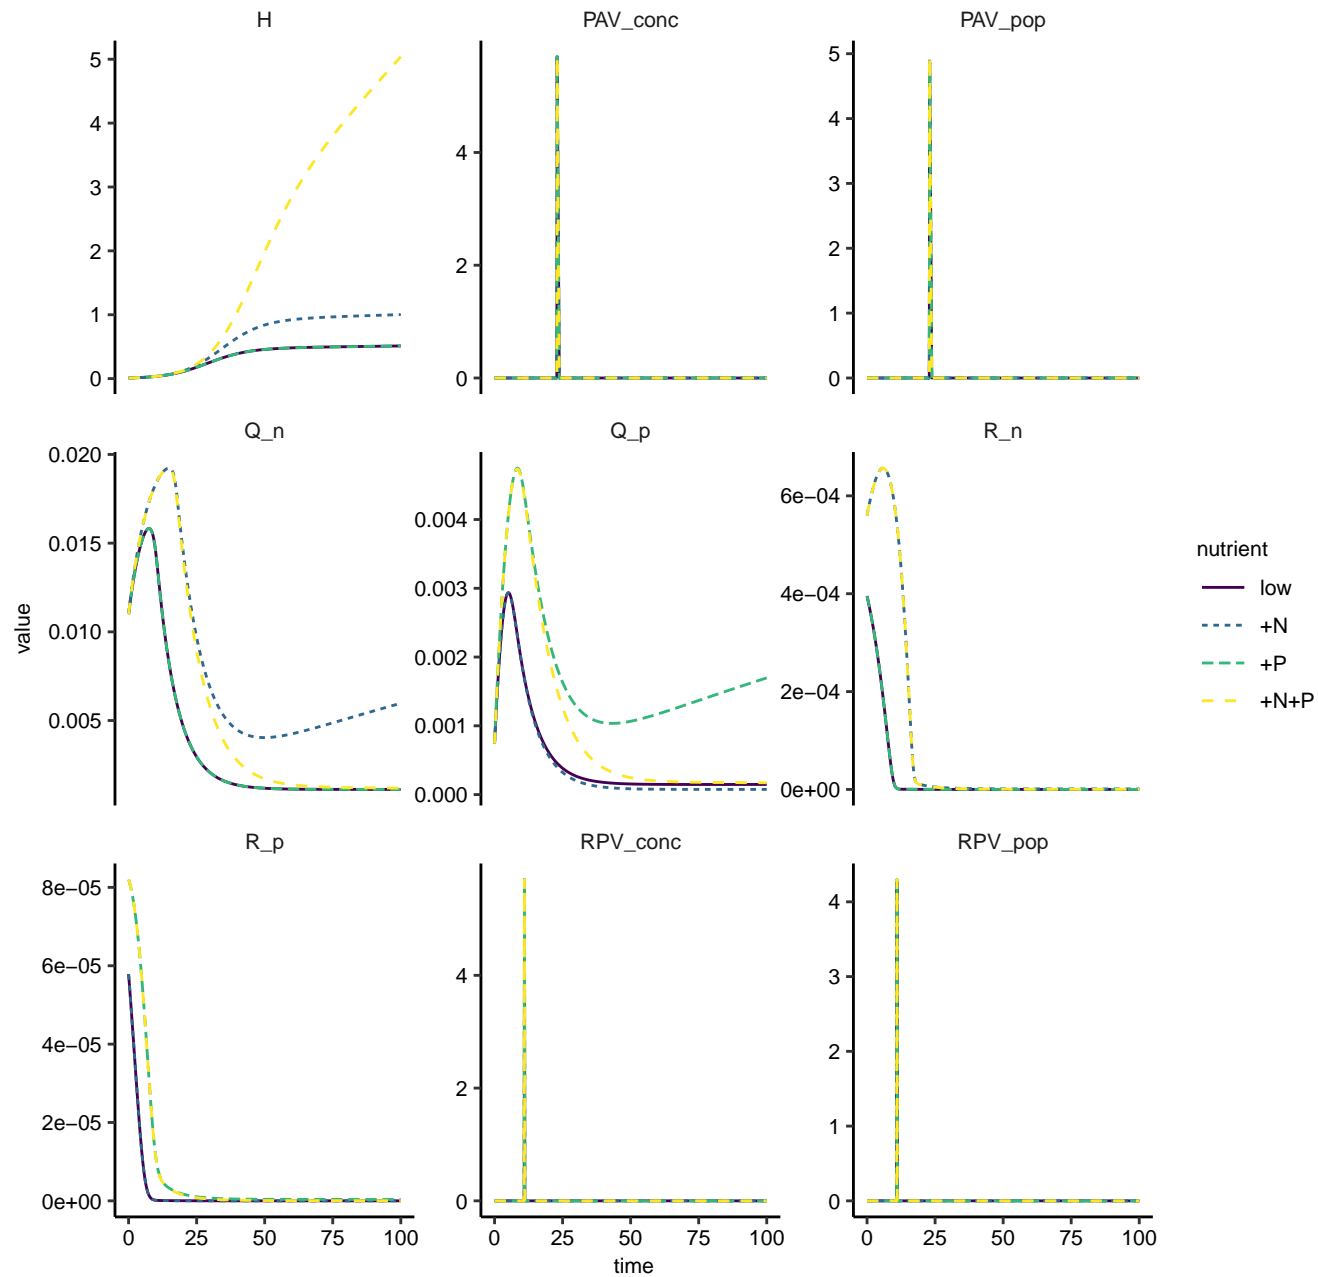 H
PAV_conc
PAV_pop
5
4
3
2
1
0
4
2
0
5
4
3
2
1
0
Q_n
Q_p
R_n
0.020
0.015
0.010
0.005
0.004
0.003
0.002
0.001
0.000
6e−04
4e−04
2e−04
0e+00
value
nutrient
low
+N
+P
+N+P
R_p
RPV_conc
RPV_pop
8e−05
6e−05
4e−05
2e−05
0e+00
4
2
0
4
3
2
1
0
0 25 50 75 100
0 25 50 75 100
0 25 50 75 100
time